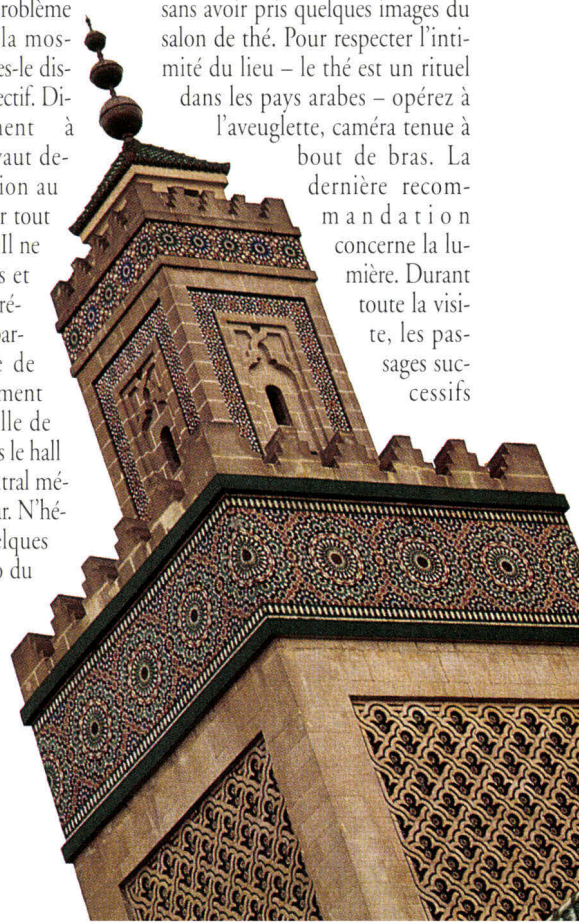 roblème
la mos-
es-le dis-
ectif. Di-
ment à
vaut de-
ion au
r tout
Il ne
s et
ré-
ar-
e de
ment
lle de
s le hall
tral mé-
ar. N'hé-
elques
o du
sans avoir pris quelques images du
salon de thé. Pour respecter l'inti-
mité du lieu – le thé est un rituel
dans les pays arabes – opérez à
l'aveuglette, caméra tenue à
bout de bras. La
dernière recom-
mandation
concerne la lu-
mière. Durant
toute la visi-
te, les pas-
sages suc-
cessifs